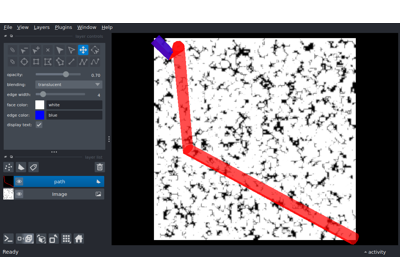 File View Layers Plugins Window Help
opacity: 0.70
blending: translucent
edge width: 4
face color: white
edge color: blue
display text:
path
Image
Ready
activity